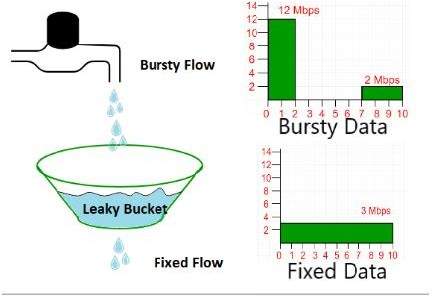 Bursty Flow
Leaky Bucket
Fixed Flow
14
12
10
8
6
4
2
12 Mbps
2 Mbps
0 1 2 3 4 5 6 7 8 9 10
Bursty Data
14
12
10
8
6
4
2
3 Mbps
0 1 2 3 4 5 6 7 8 9 10
Fixed Data